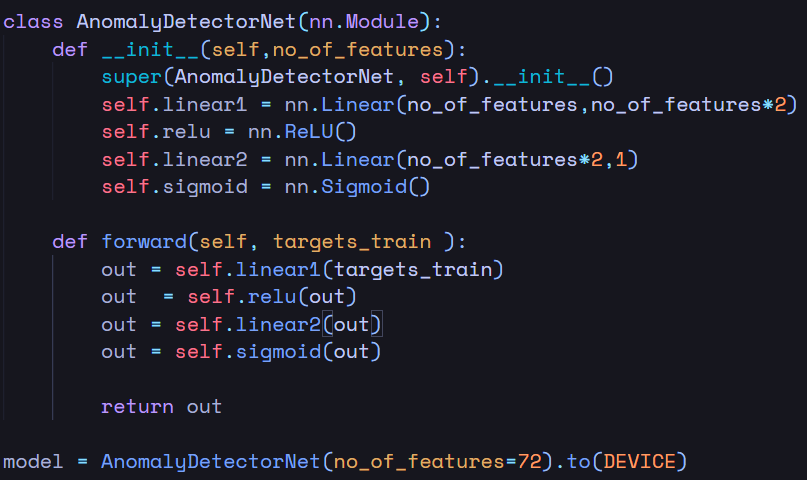 class AnomalyDetectorNet(nn.Module):
    def __init__(self,no_of_features):
        super(AnomalyDetectorNet, self).__init__()
        self.linear1 = nn.Linear(no_of_features,no_of_features*2)
        self.relu = nn.ReLU()
        self.linear2 = nn.Linear(no_of_features*2,1)
        self.sigmoid = nn.Sigmoid()

    def forward(self, targets_train ):
        out = self.linear1(targets_train)
        out  = self.relu(out)
        out = self.linear2(out)
        out = self.sigmoid(out)

        return out

model = AnomalyDetectorNet(no_of_features=72).to(DEVICE)